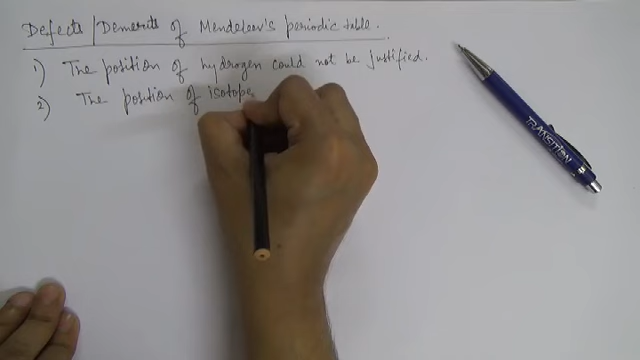 Defects / Demerits of Mendeleev's periodic table.
1) The position of hydrogen could not be justified.
2) The position of isotope
TRANSITION